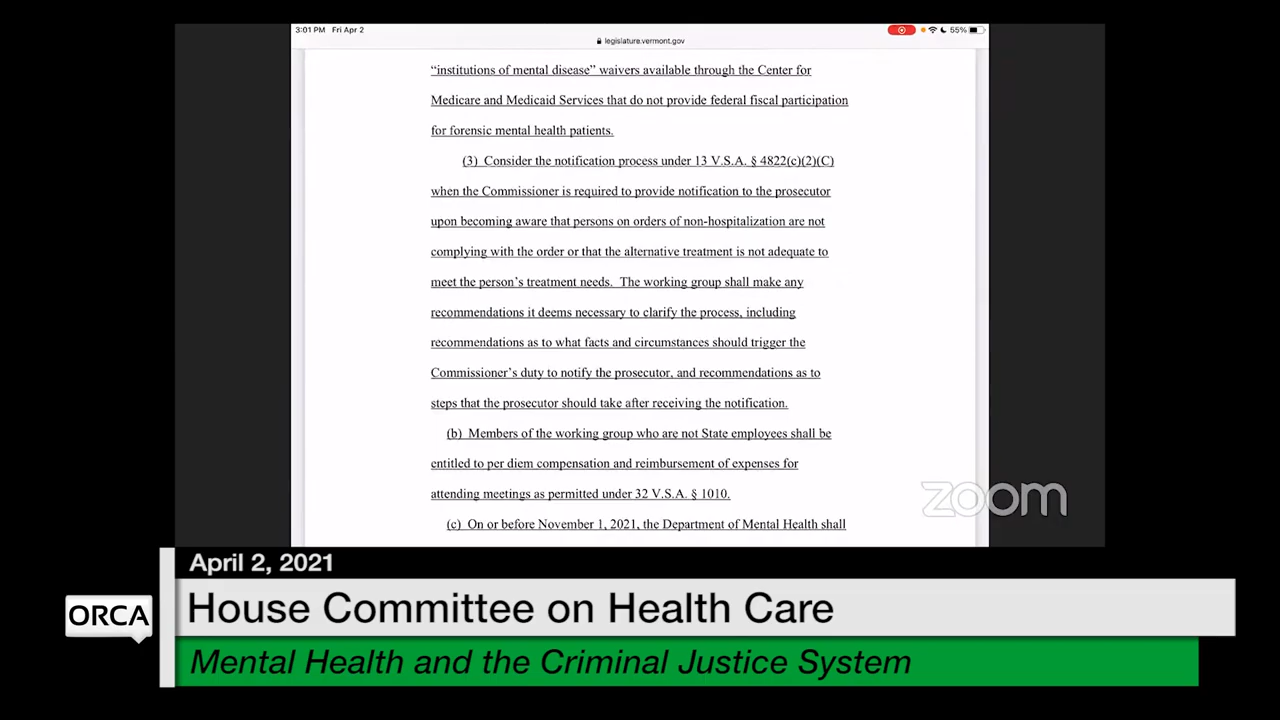 3:01 PM Fri Apr 2
55%
legislature.vermont.gov
“institutions of mental disease” waivers available through the Center for
Medicare and Medicaid Services that do not provide federal fiscal participation
for forensic mental health patients.
(3) Consider the notification process under 13 V.S.A. § 4822(c)(2)(C)
when the Commissioner is required to provide notification to the prosecutor
upon becoming aware that persons on orders of non-hospitalization are not
complying with the order or that the alternative treatment is not adequate to
meet the person’s treatment needs. The working group shall make any
recommendations it deems necessary to clarify the process, including
recommendations as to what facts and circumstances should trigger the
Commissioner’s duty to notify the prosecutor, and recommendations as to
steps that the prosecutor should take after receiving the notification.
(b) Members of the working group who are not State employees shall be
entitled to per diem compensation and reimbursement of expenses for
attending meetings as permitted under 32 V.S.A. § 1010.
(c) On or before November 1, 2021, the Department of Mental Health shall
zoom
April 2, 2021
ORCA
House Committee on Health Care
Mental Health and the Criminal Justice System